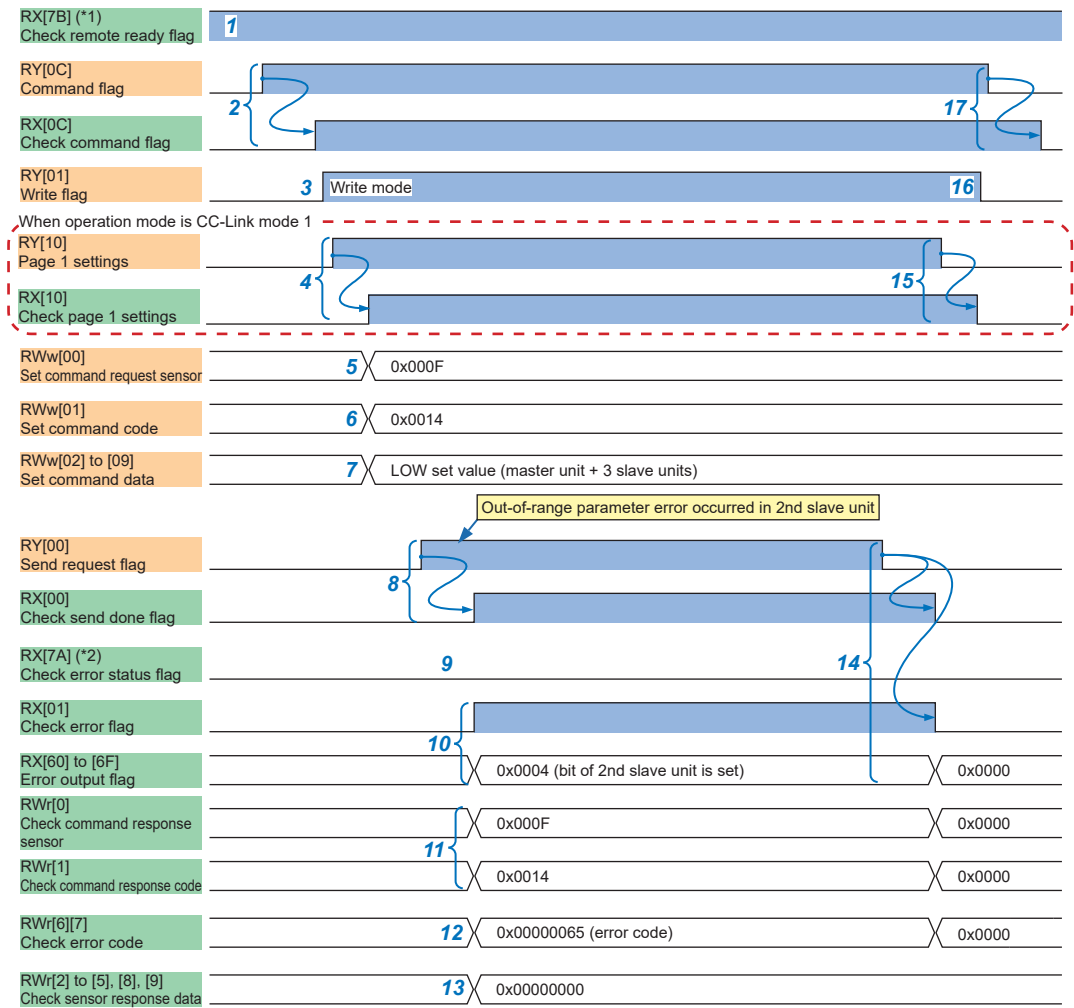 RX[7B] (*1)
Check remote ready flag
1
RY[0C]
Command flag
2
17
RX[0C]
Check command flag
RY[01]
Write flag
3
Write mode
16
When operation mode is CC-Link mode 1
RY[10]
Page 1 settings
4
15
RX[10]
Check page 1 settings
RWw[00]
Set command request sensor
5
0x000F
RWw[01]
Set command code
6
0x0014
RWw[02] to [09]
Set command data
7
LOW set value (master unit + 3 slave units)
Out-of-range parameter error occurred in 2nd slave unit
RY[00]
Send request flag
8
RX[00]
Check send done flag
RX[7A] (*2)
Check error status flag
9
14
RX[01]
Check error flag
10
RX[60] to [6F]
Error output flag
0x0004 (bit of 2nd slave unit is set)
0x0000
RWr[0]
Check command response
sensor
0x000F
0x0000
11
RWr[1]
Check command response code
0x0014
0x0000
RWr[6][7]
Check error code
12
0x00000065 (error code)
0x0000
RWr[2] to [5], [8], [9]
Check sensor response data
13
0x00000000